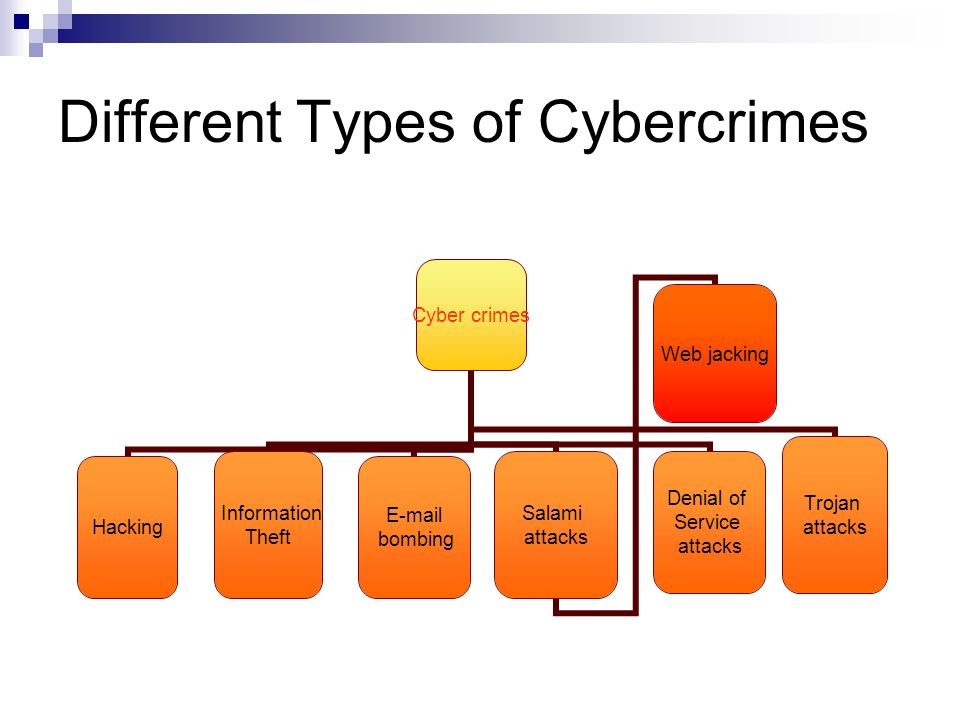 Different Types of Cybercrimes
Cyber crimes
Web jacking
Hacking
Information
Theft
E-mail
bombing
Salami
attacks
Denial of
Service
attacks
Trojan
attacks